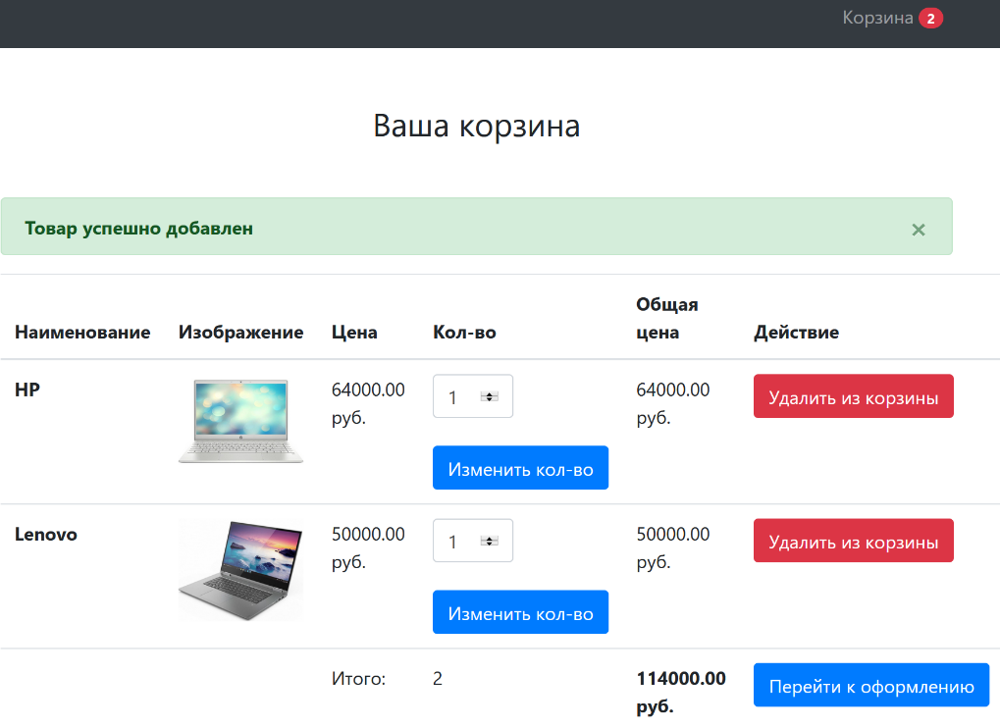 Корзина 2
Ваша корзина
Товар успешно добавлен ×
Наименование Изображение Цена Кол-во Общая цена Действие
HP 64000.00 руб. 1 64000.00 руб. Удалить из корзины
Изменить кол-во
Lenovo 50000.00 руб. 1 50000.00 руб. Удалить из корзины
Изменить кол-во
Итого: 2 114000.00 руб. Перейти к оформлению